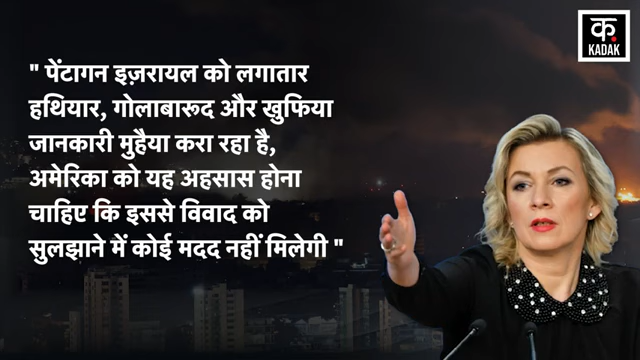 क.
KADAK
" पेंटागन इज़रायल को लगातार
हथियार, गोलाबारूद और खुफिया
जानकारी मुहैया करा रहा है,
अमेरिका को यह अहसास होना
चाहिए कि इससे विवाद को
सुलझाने में कोई मदद नहीं मिलेगी "